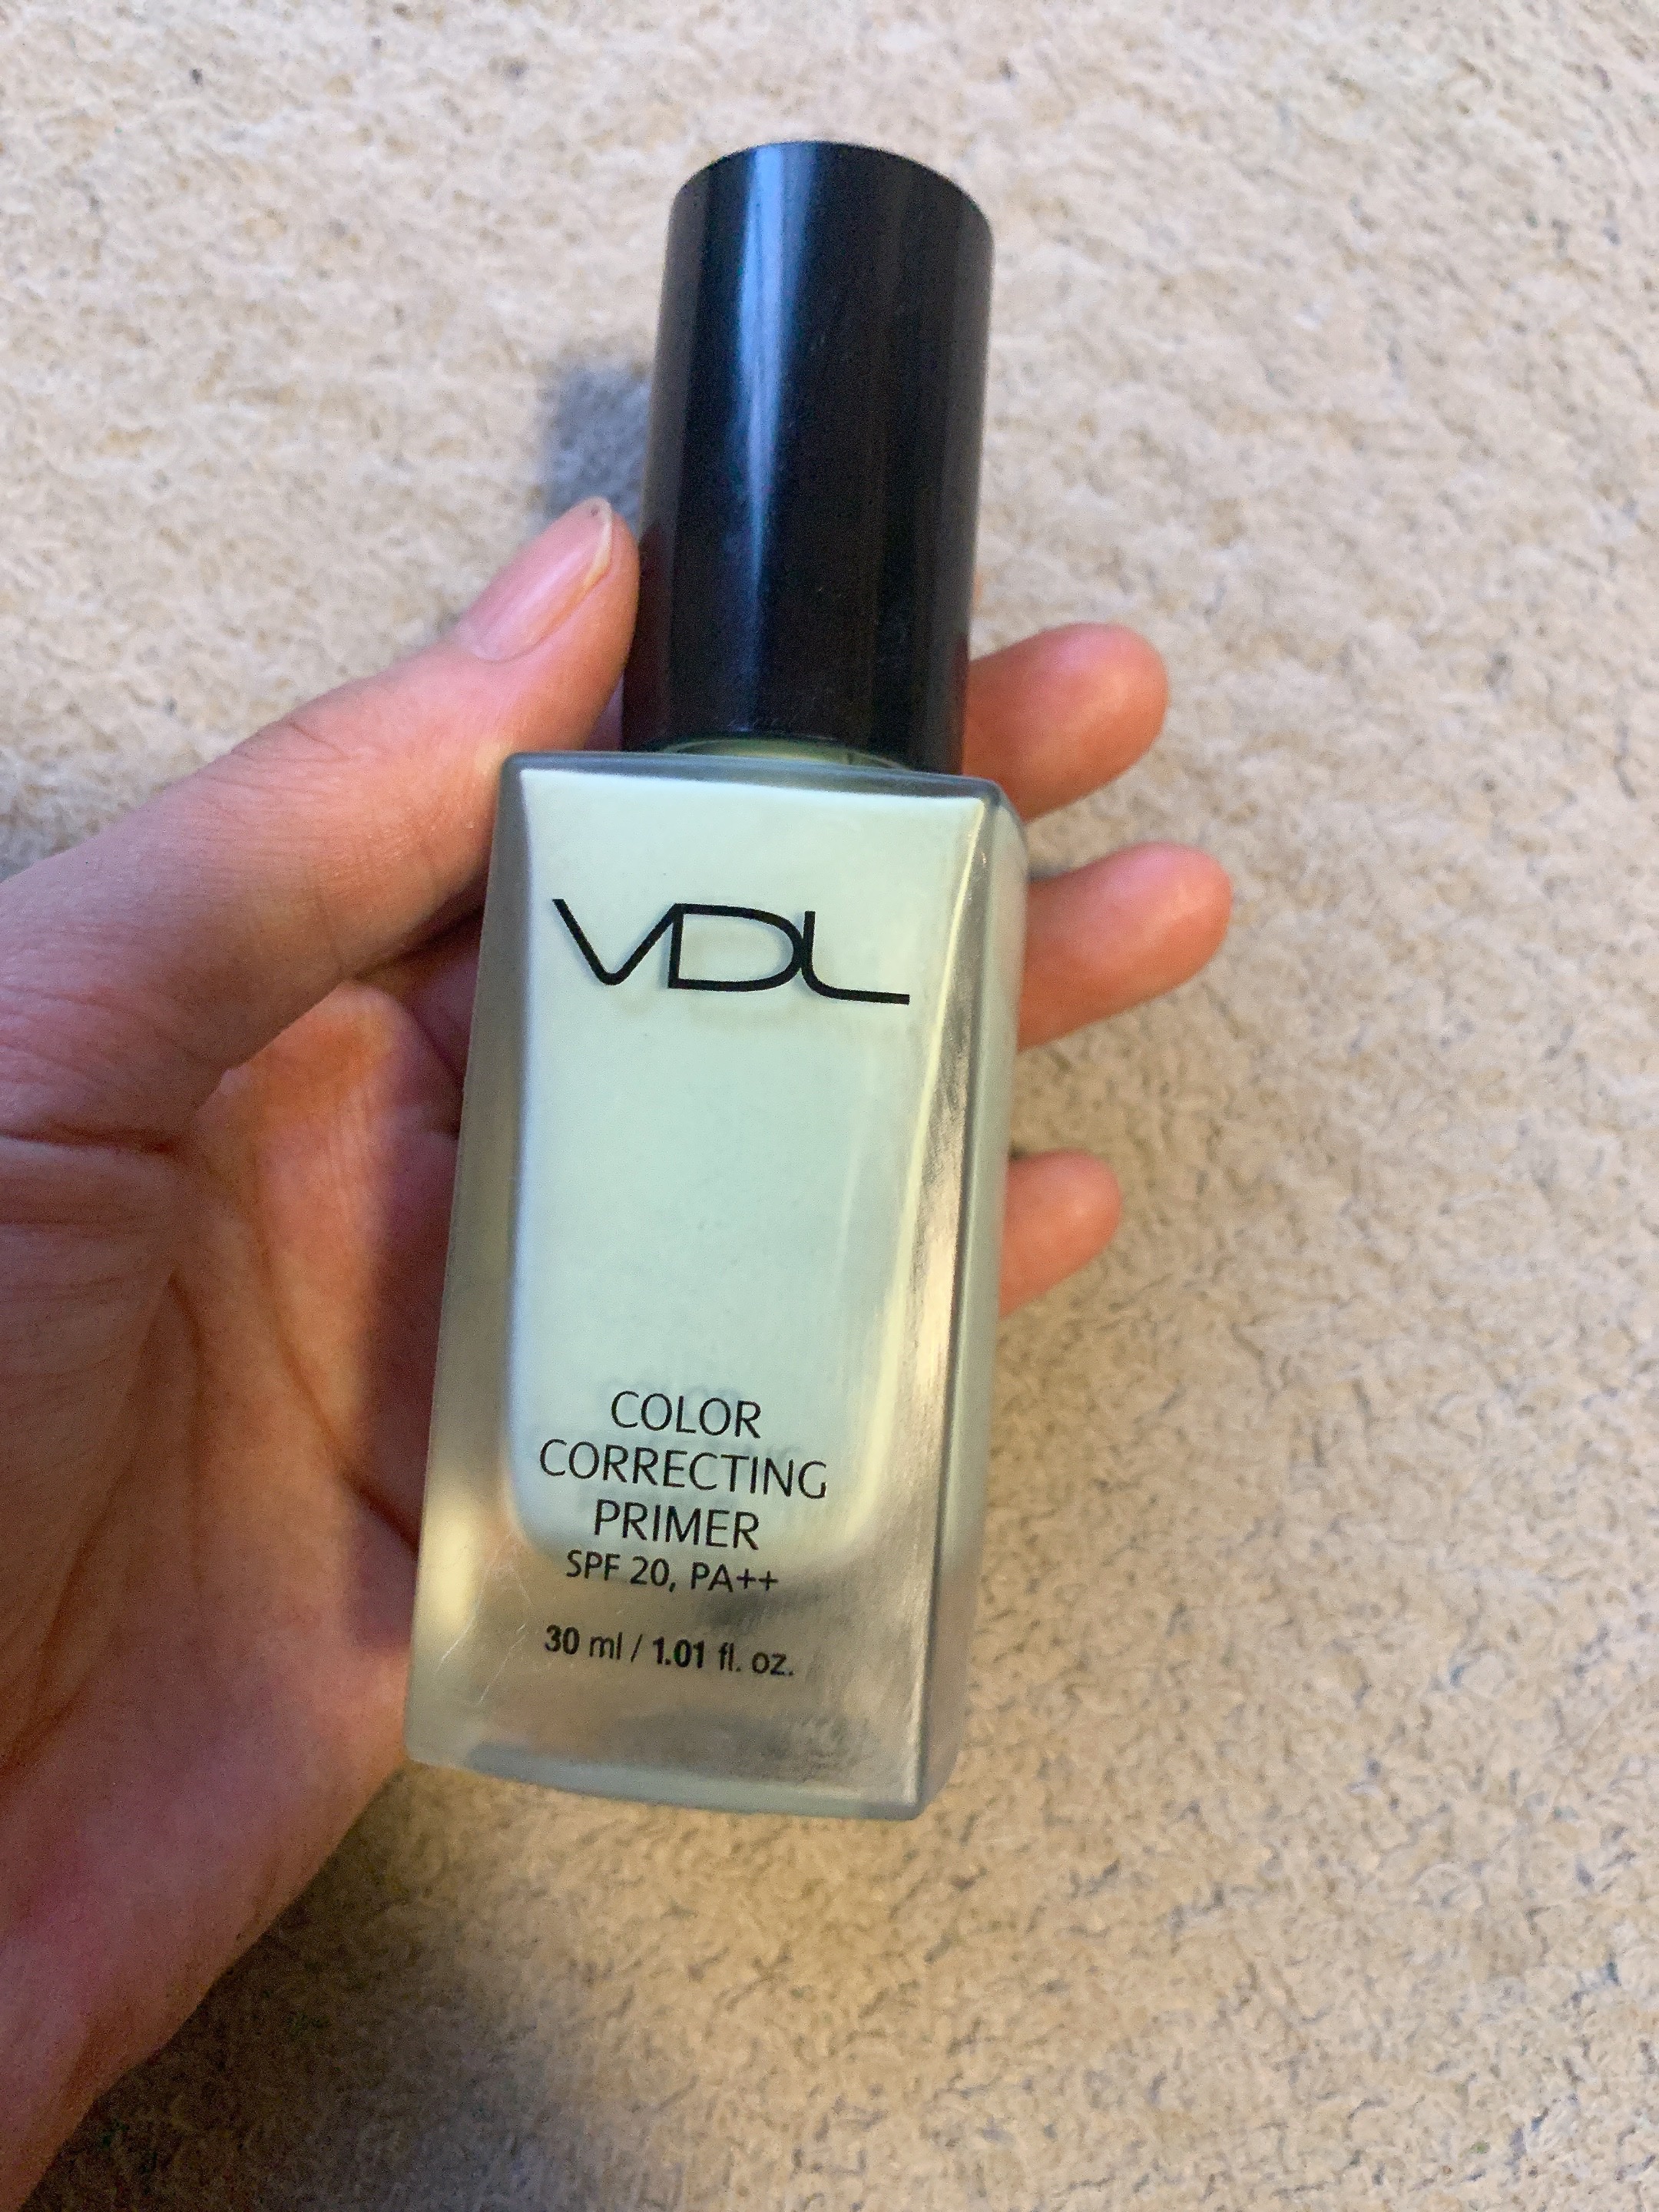 VDL
COLOR
CORRECTING
PRIMER
SPF 20, PA++
30 ml / 1.01 fl. oz.